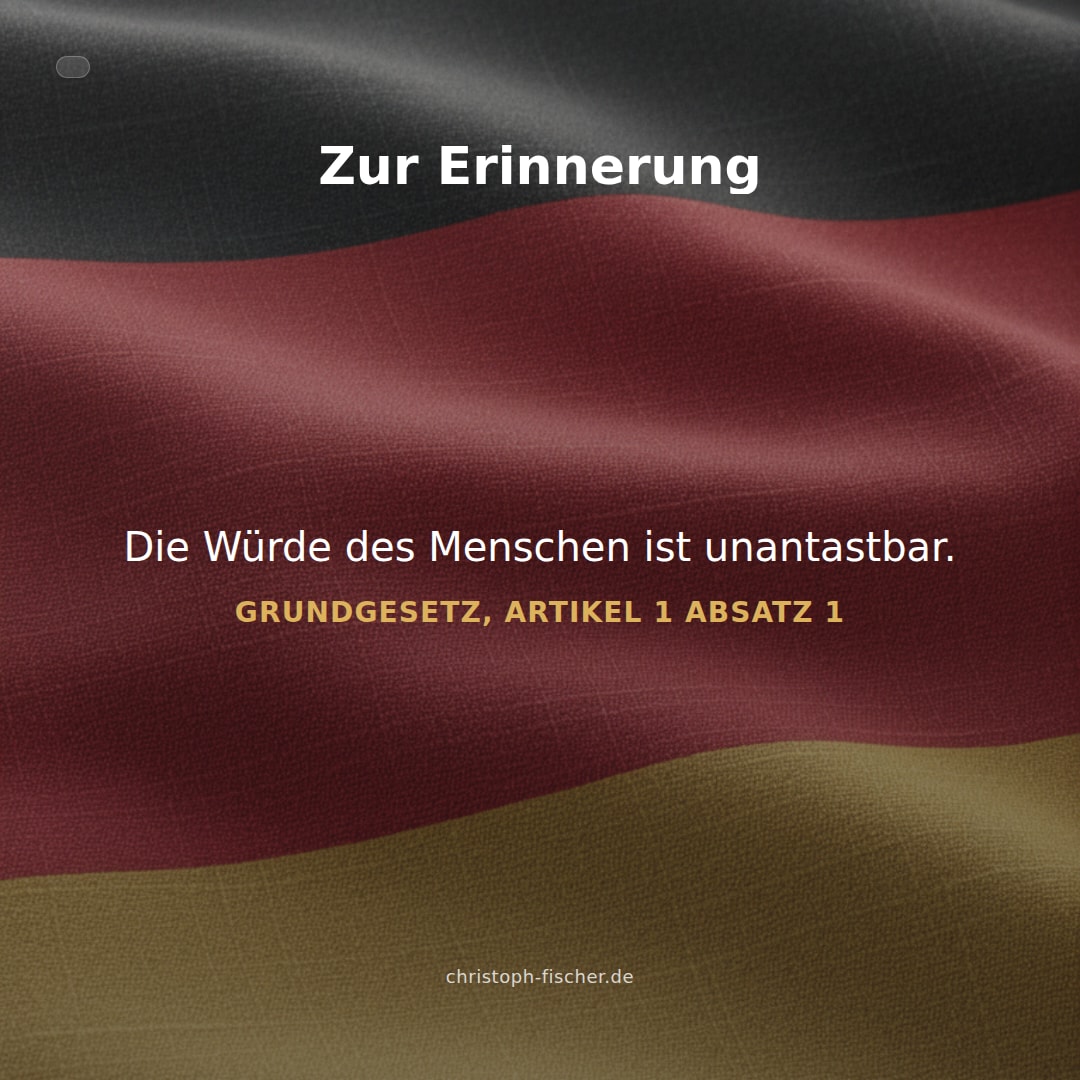 Zur Erinnerung
Die Würde des Menschen ist unantastbar.
GRUNDGESETZ, ARTIKEL 1 ABSATZ 1
christoph-fischer.de